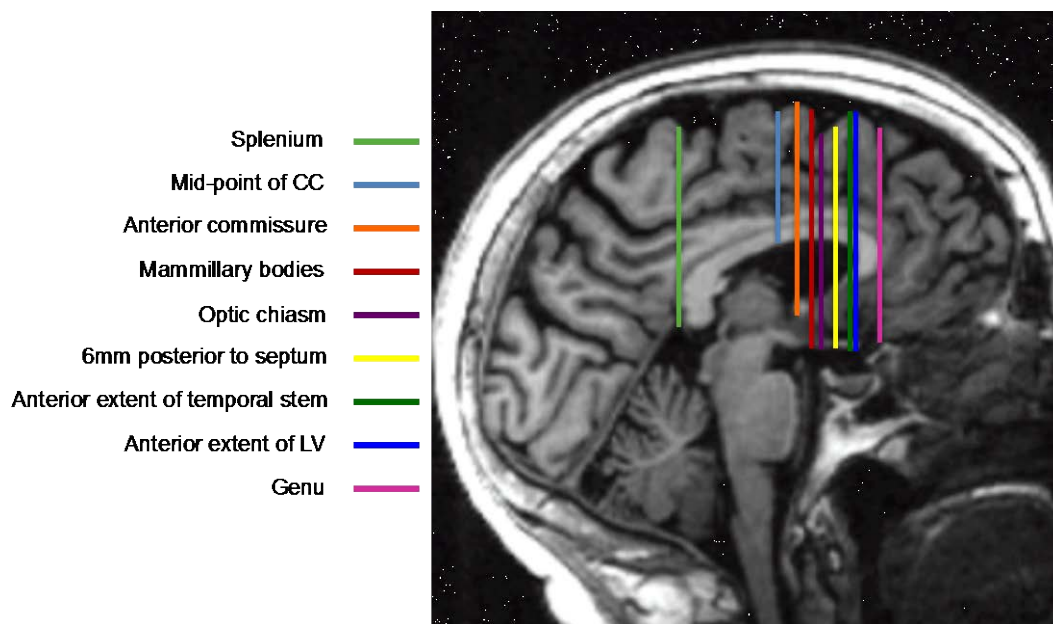 Splenium
Mid-point of CC
Anterior commissure
Mammillary bodies
Optic chiasm
6mm posterior to septum
Anterior extent of temporal stem
Anterior extent of LV
Genu